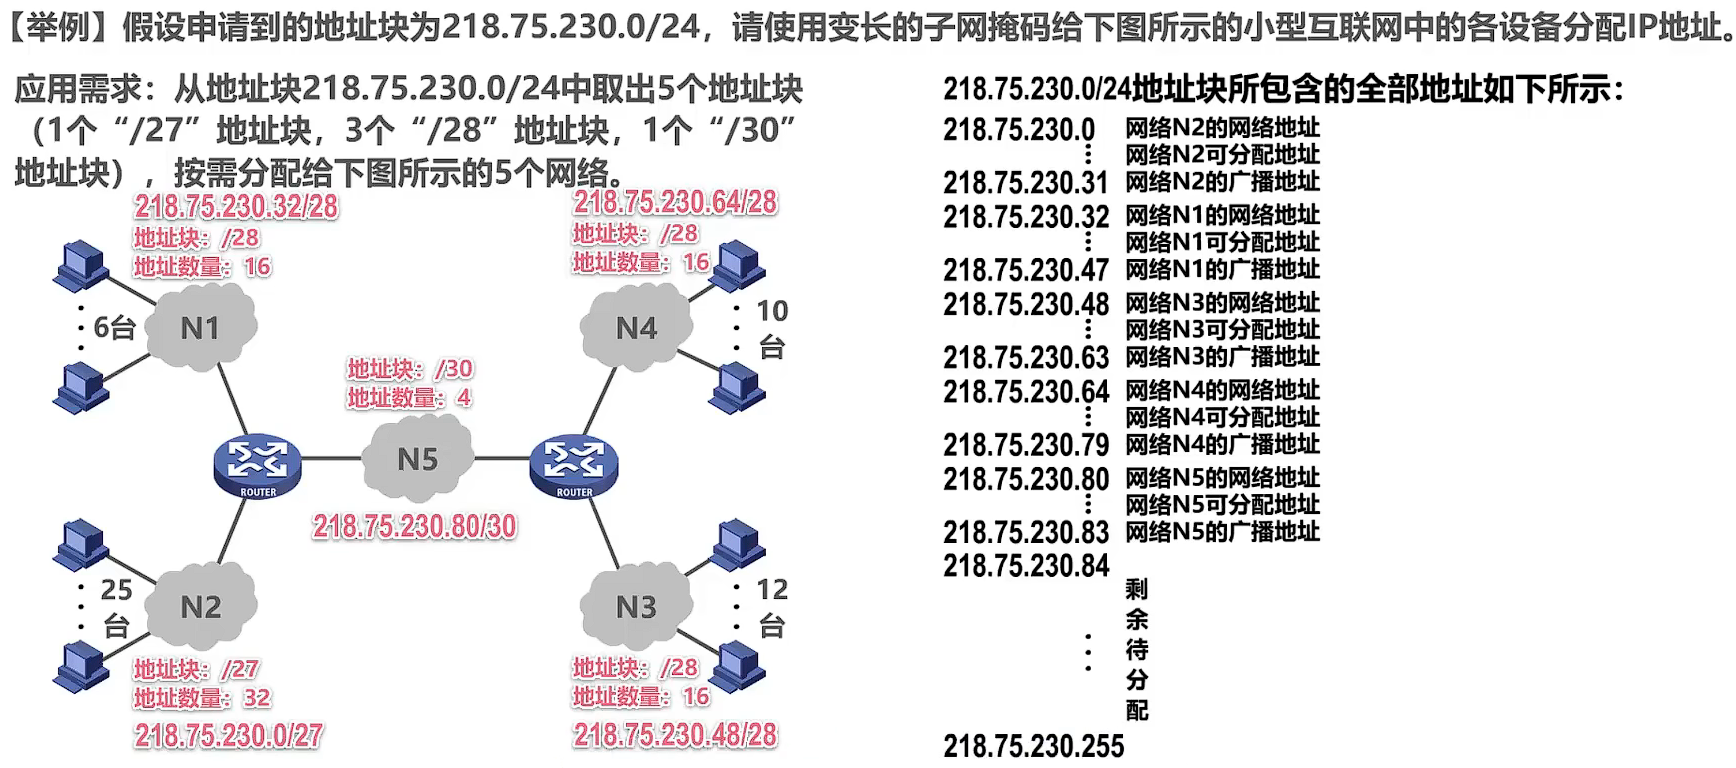 【举例】假设申请到的地址块为218.75.230.0/24，请使用变长的子网掩码给下图所示的小型互联网中的各设备分配IP地址。
应用需求：从地址块218.75.230.0/24中取出5个地址块
（1个“/27”地址块，3个“/28”地址块，1个“/30”
地址块），按需分配给下图所示的5个网络。
218.75.230.32/28
地址块：/28
地址数量：16
6台
N1
218.75.230.64/28
地址块：/28
地址数量：16
N4
10
台
地址块：/30
地址数量：4
N5
ROUTER
ROUTER
218.75.230.80/30
25
台
N2
地址块：/27
地址数量：32
218.75.230.0/27
N3
12
台
地址块：/28
地址数量：16
218.75.230.48/28
218.75.230.0/24地址块所包含的全部地址如下所示：
218.75.230.0 网络N2的网络地址
⋮ 网络N2可分配地址
218.75.230.31 网络N2的广播地址
218.75.230.32 网络N1的网络地址
⋮ 网络N1可分配地址
218.75.230.47 网络N1的广播地址
218.75.230.48 网络N3的网络地址
⋮ 网络N3可分配地址
218.75.230.63 网络N3的广播地址
218.75.230.64 网络N4的网络地址
⋮ 网络N4可分配地址
218.75.230.79 网络N4的广播地址
218.75.230.80 网络N5的网络地址
⋮ 网络N5可分配地址
218.75.230.83 网络N5的广播地址
218.75.230.84
剩
余
待
分
配
218.75.230.255